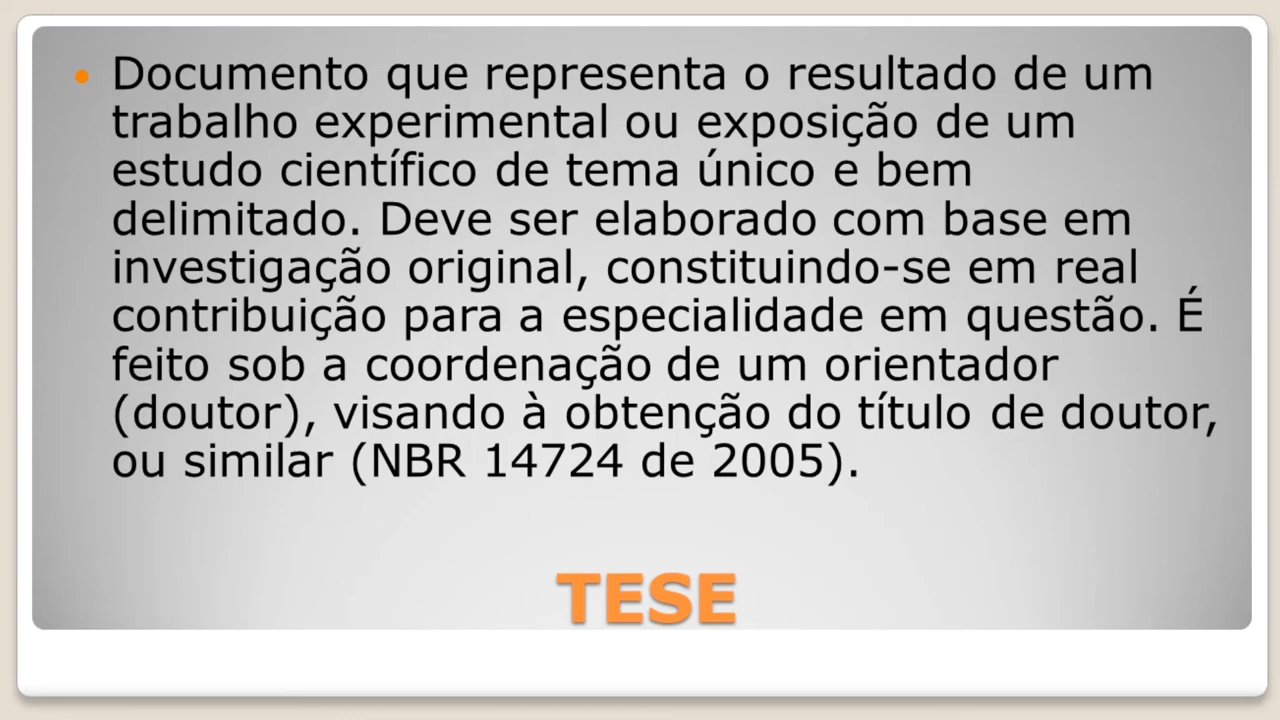 Documento que representa o resultado de um
trabalho experimental ou exposição de um
estudo científico de tema único e bem
delimitado. Deve ser elaborado com base em
investigação original, constituindo-se em real
contribuição para a especialidade em questão. É
feito sob a coordenação de um orientador
(doutor), visando à obtenção do título de doutor,
ou similar (NBR 14724 de 2005).
TESE